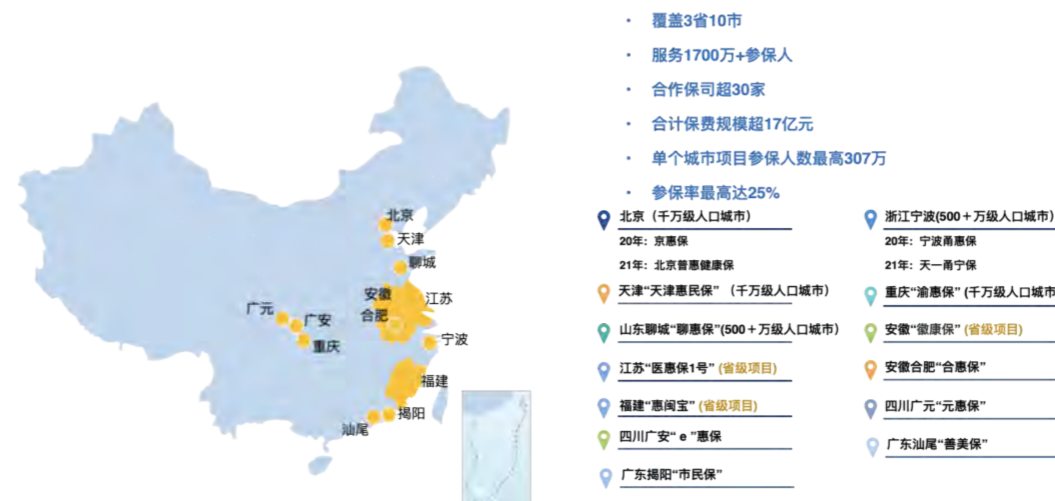 • 覆盖3省10市
• 服务1700万+参保人
• 合作保司超30家
• 合计保费规模超17亿元
• 单个城市项目参保人数最高307万
• 参保率最高达25%
北京
天津
聊城
安徽
江苏
合肥
广元
广安
重庆
宁波
福建
揭阳
汕尾
北京（千万级人口城市）
20年：京惠保
21年：北京普惠健康保
天津“天津惠民保”（千万级人口城市）
山东聊城“聊惠保”(500＋万级人口城市）
江苏“医惠保1号” (省级项目)
福建“惠闽宝” (省级项目)
四川广安“ e ”惠保
广东揭阳“市民保”
浙江宁波(500＋万级人口城市）
20年：宁波甬惠保
21年：天一甬宁保
重庆“渝惠保” (千万级人口城市
安徽“徽康保” (省级项目)
安徽合肥“合惠保”
四川广元“元惠保”
广东汕尾“善美保”